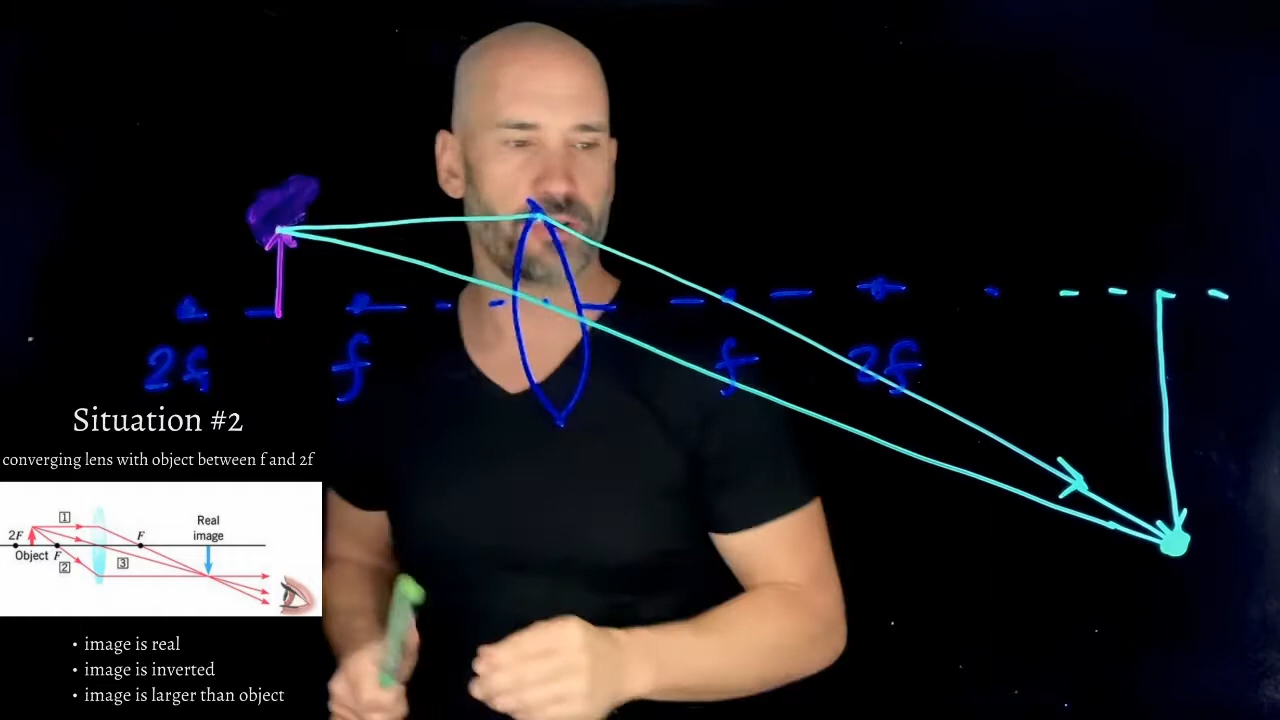 2f f f 2f
Situation #2
converging lens with object between f and 2f
1
Real
image
2F
F
Object F
2
3
• image is real
• image is inverted
• image is larger than object